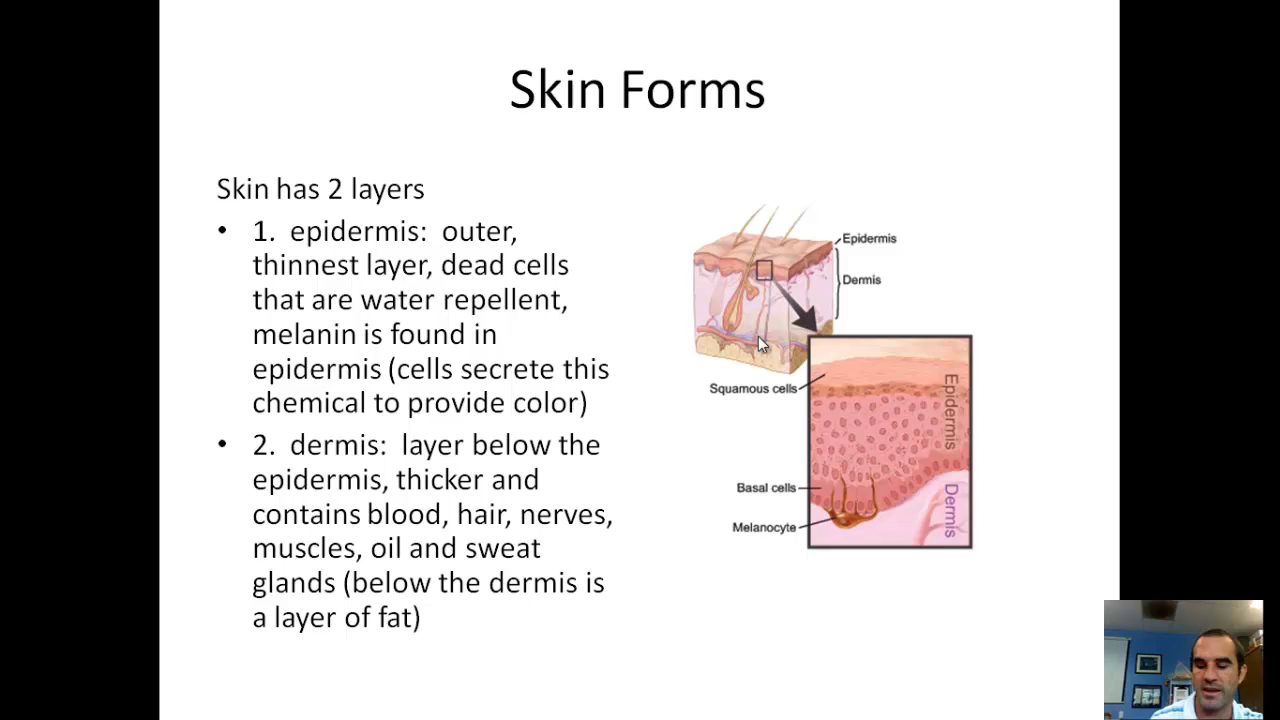 Skin Forms
Skin has 2 layers
• 1. epidermis: outer,
thinnest layer, dead cells
that are water repellent,
melanin is found in
epidermis (cells secrete this
chemical to provide color)
• 2. dermis: layer below the
epidermis, thicker and
contains blood, hair, nerves,
muscles, oil and sweat
glands (below the dermis is
a layer of fat)
Epidermis
Dermis
Squamous cells
Basal cells
Melanocyte
Epidermis
Dermis